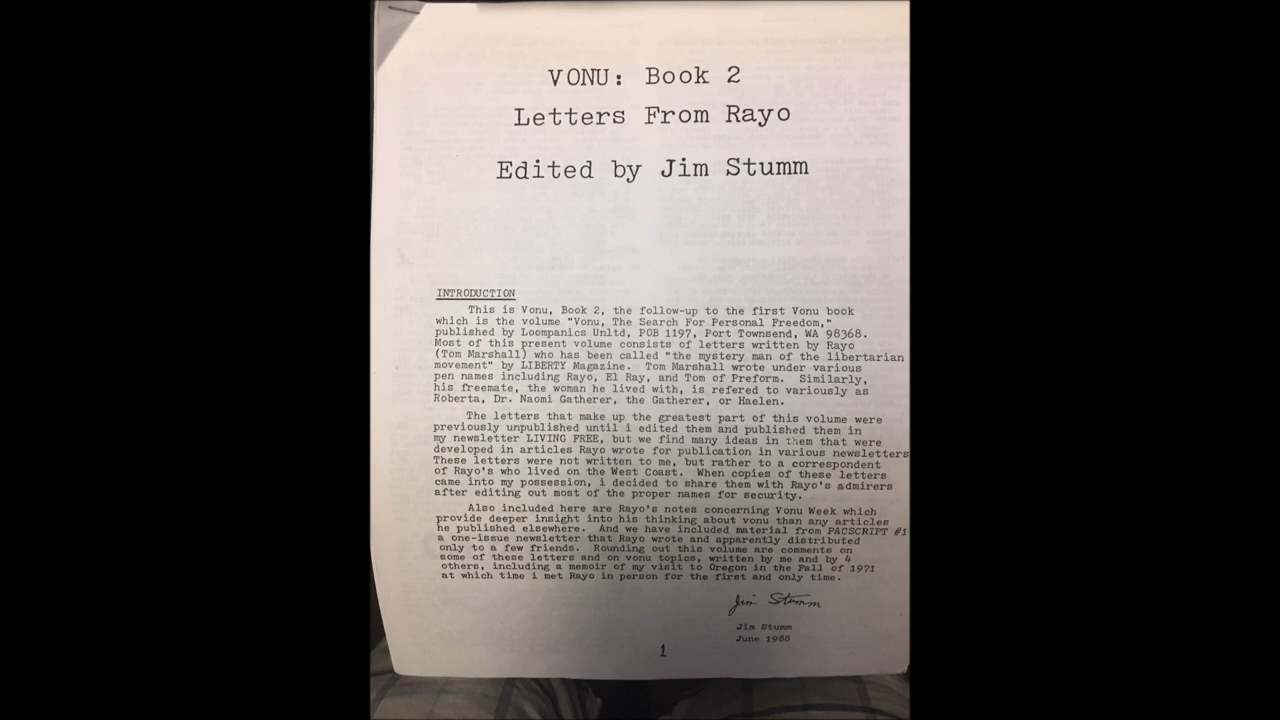 VONU: Book 2
Letters From Rayo
Edited by Jim Stumm
INTRODUCTION
This is Vonu, Book 2, the follow-up to the first Vonu book
which is the volume "Vonu, The Search For Personal Freedom,"
published by Loompanics Unltd, POB 1197, Port Townsend, WA 98368.
Most of this present volume consists of letters written by Rayo
(Tom Marshall) who has been called "the mystery man of the libertarian
movement" by LIBERTY Magazine. Tom Marshall wrote under various
pen names including Rayo, El Ray, and Tom of Preform. Similarly,
his freemate, the woman he lived with, is refered to variously as
Roberta, Dr. Naomi Gatherer, the Gatherer, or Haelen.
The letters that make up the greatest part of this volume were
previously unpublished until i edited them and published them in
my newsletter LIVING FREE, but we find many ideas in them that were
developed in articles Rayo wrote for publication in various newsletters
These letters were not written to me, but rather to a correspondent
of Rayo's who lived on the West Coast. When copies of these letters
came into my possession, i decided to share them with Rayo's admirers
after editing out most of the proper names for security.
Also included here are Rayo's notes concerning Vonu Week which
provide deeper insight into his thinking about vonu than any articles
he published elsewhere. And we have included material from PACSCRIPT #1
a one-issue newsletter that Rayo wrote and apparently distributed
only to a few friends. Rounding out this volume are comments on
some of these letters and on vonu topics, written by me and by 4
others, including a memoir of my visit to Oregon in the Fall of 1971
at which time i met Rayo in person for the first and only time.
Jim Stumm
Jim Stumm
June 1988
1